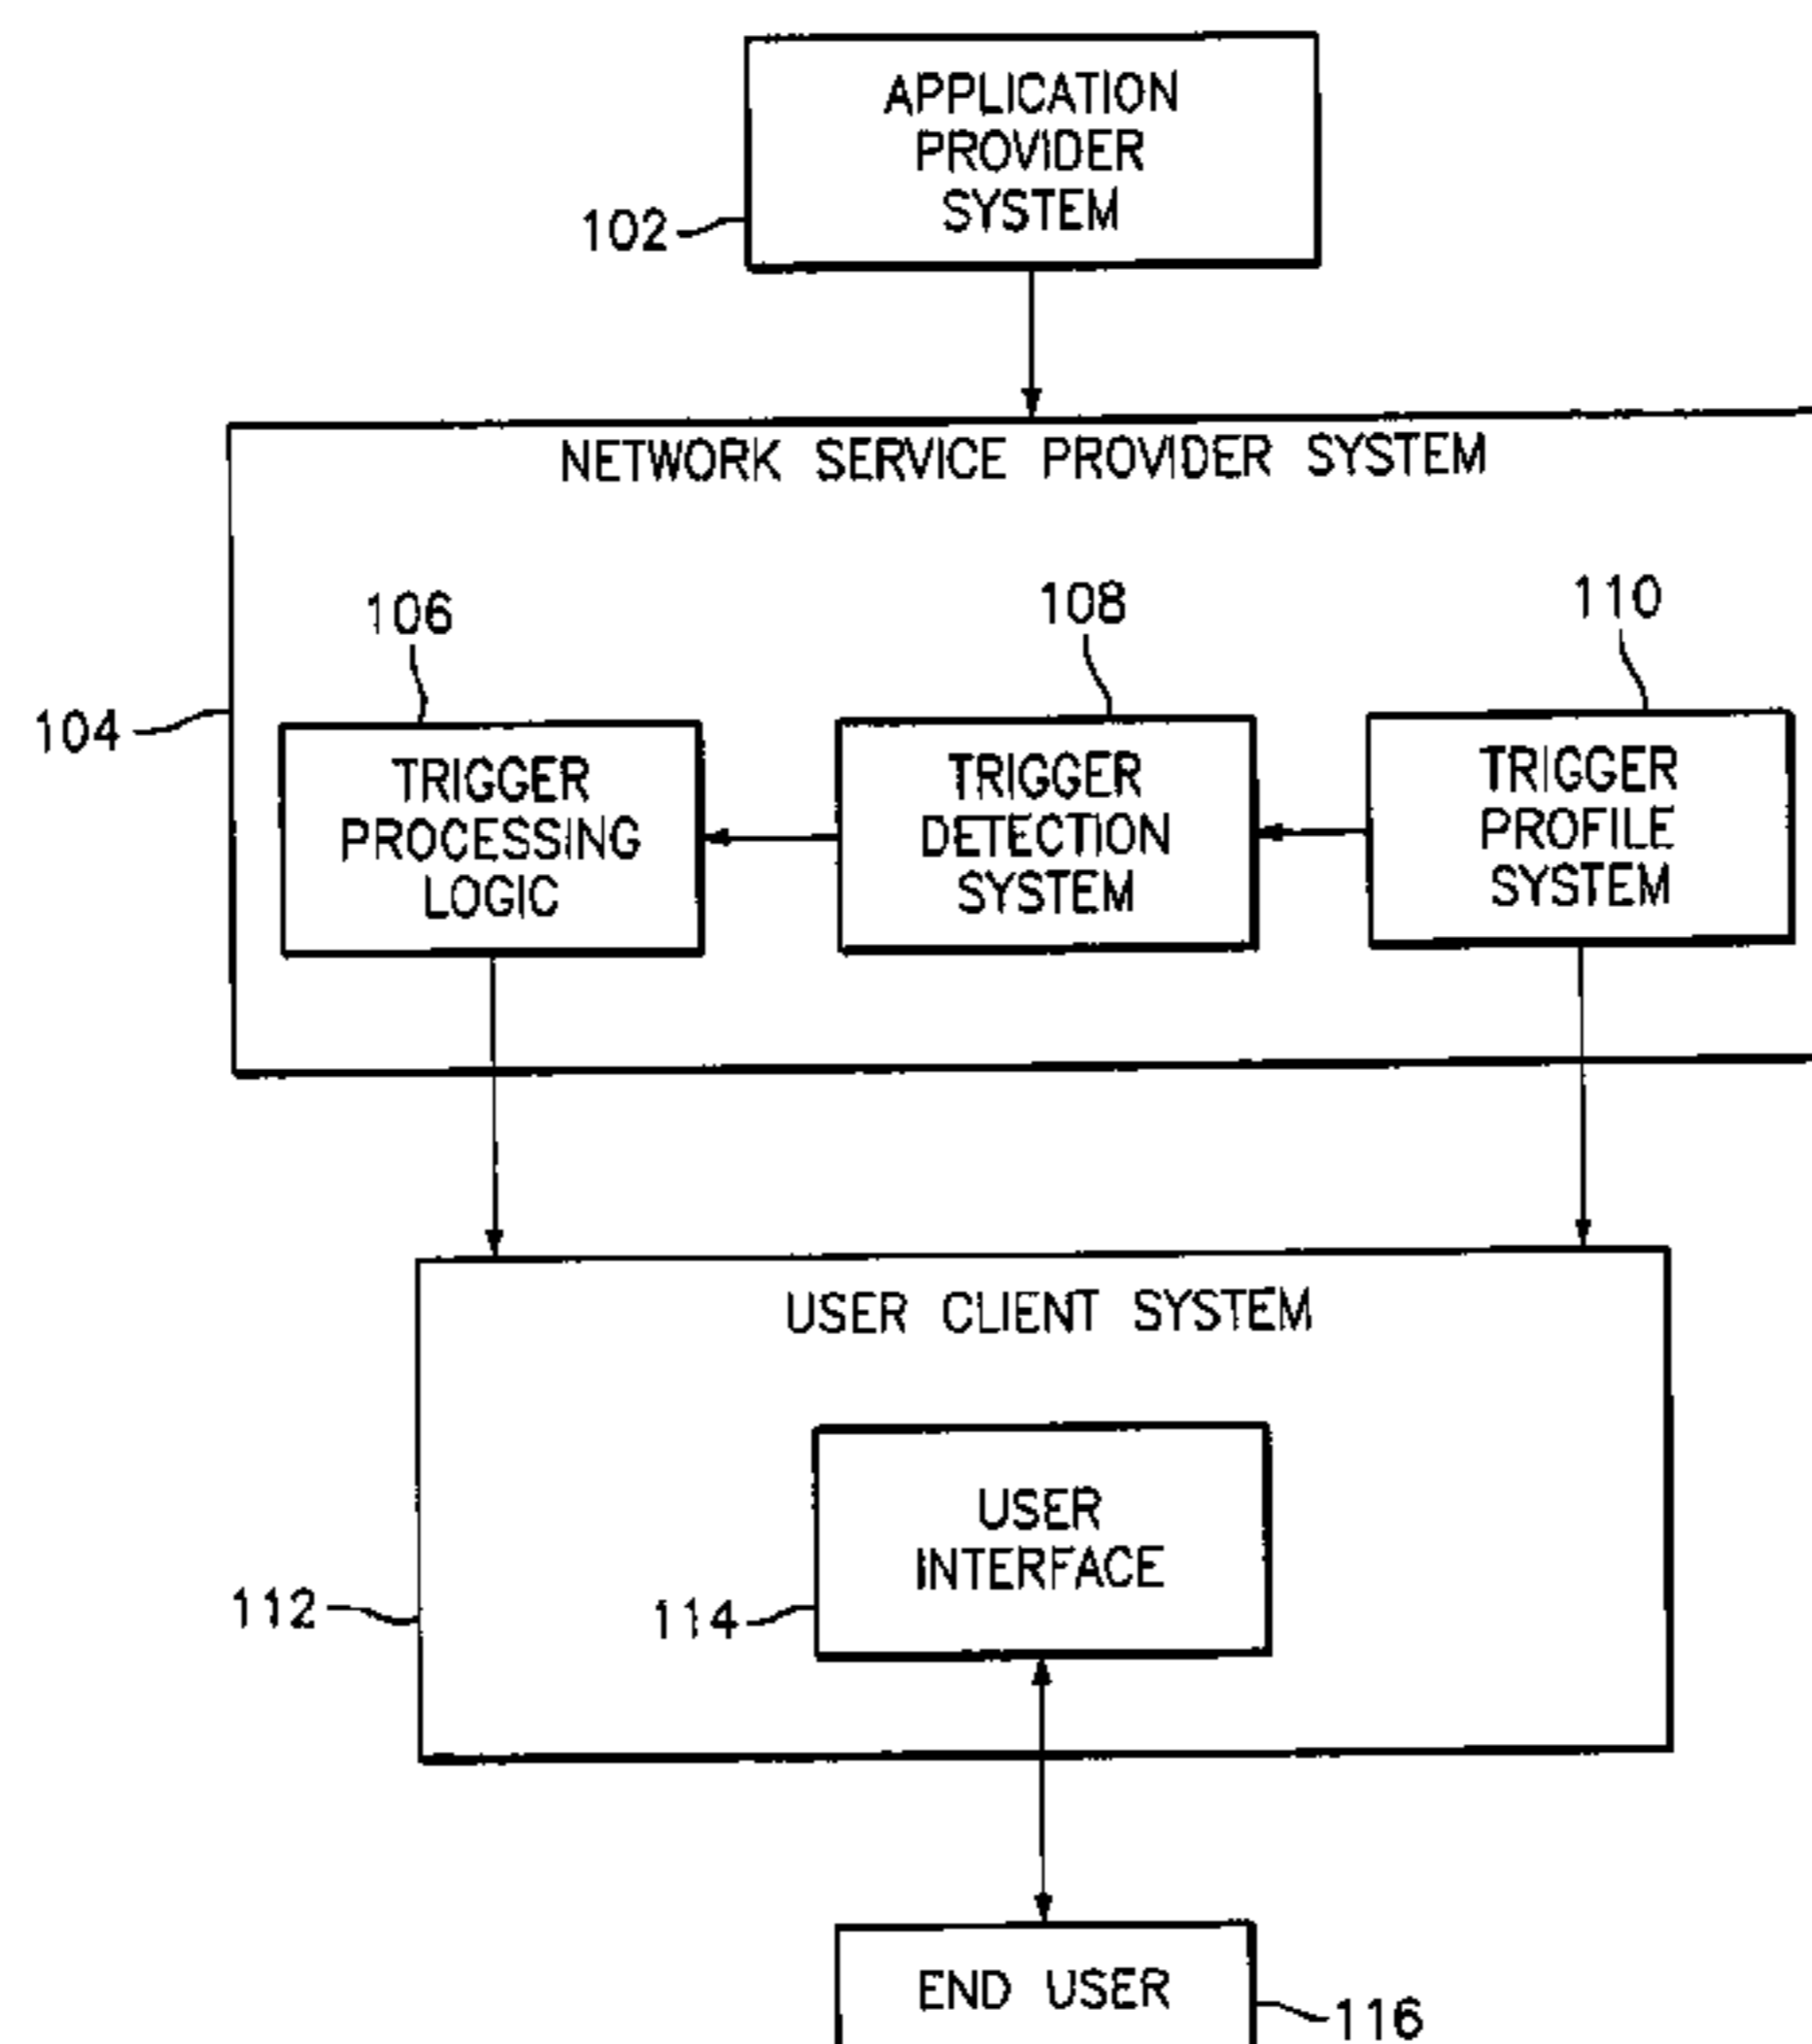 APPLICATION
PROVIDER
SYSTEM
102
NETWORK SERVICE PROVIDER SYSTEM
106
108
110
104
TRIGGER
PROCESSING
LOGIC
TRIGGER
DETECTION
SYSTEM
TRIGGER
PROFILE
SYSTEM
USER CLIENT SYSTEM
USER
INTERFACE
112
114
END USER
116